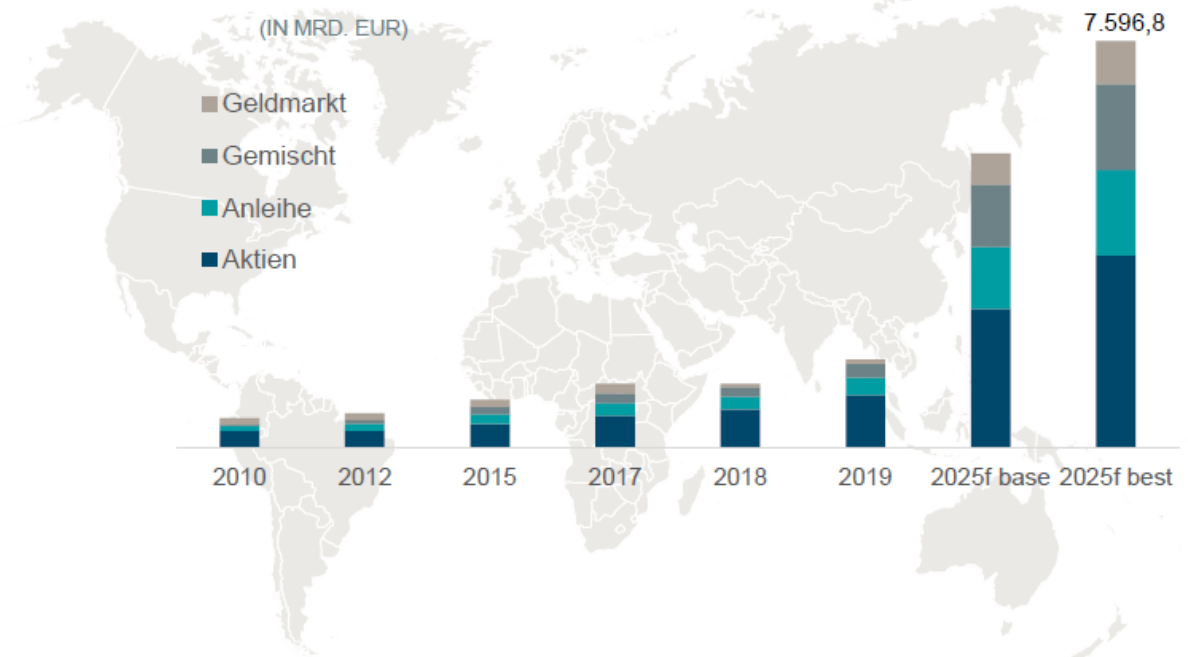 (IN MRD. EUR)
7.596,8
Geldmarkt
Gemischt
Anleihe
Aktien
2010 2012 2015 2017 2018 2019 2025f base 2025f best